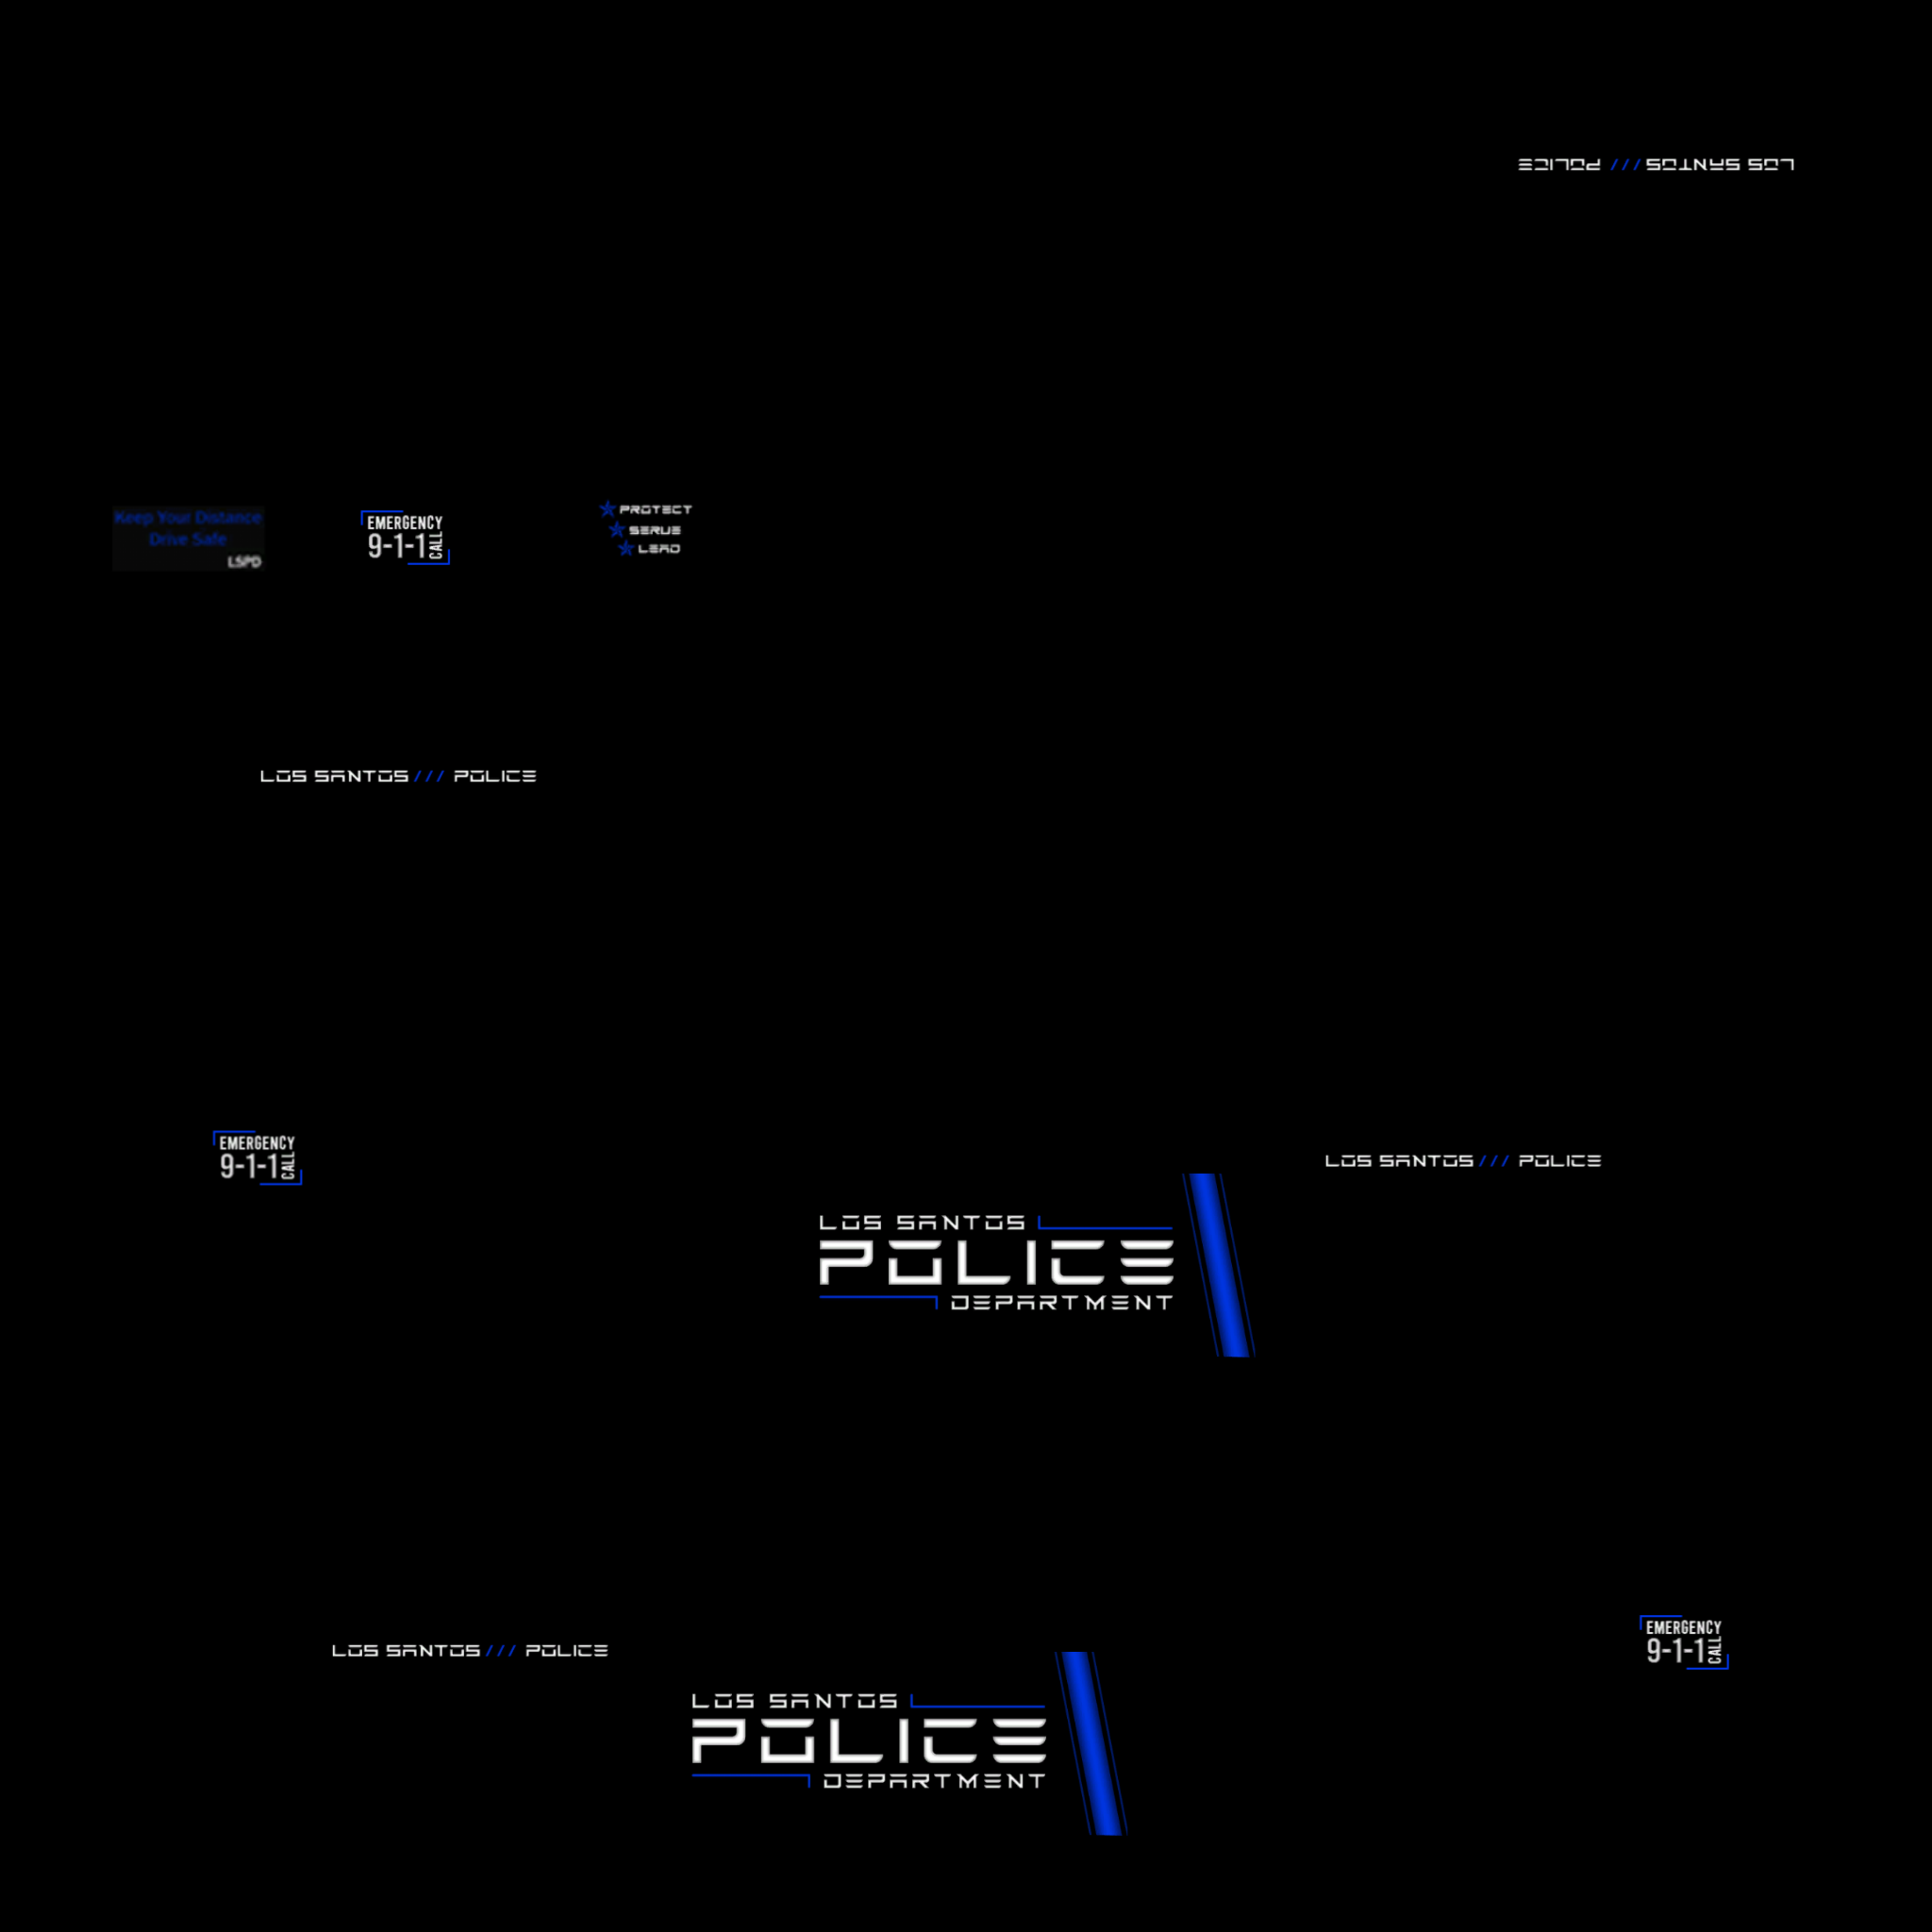 LOS SANTOS /// POLICE
Keep Your Distance
Drive Safe
LSPD
EMERGENCY
9-1-1 CALL
PROTECT
SERVE
LEAD
LOS SANTOS /// POLICE
EMERGENCY
9-1-1 CALL
LOS SANTOS /// POLICE
LOS SANTOS
POLICE
DEPARTMENT
EMERGENCY
9-1-1 CALL
LOS SANTOS /// POLICE
LOS SANTOS
POLICE
DEPARTMENT